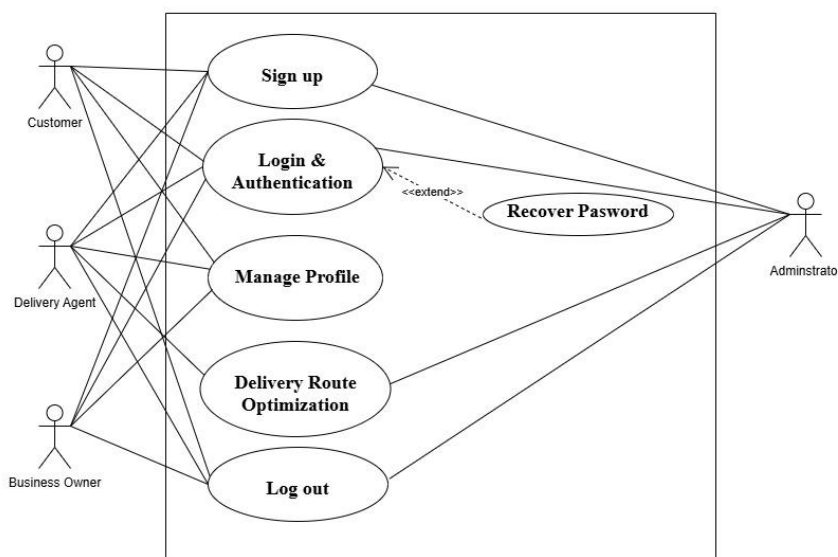 Customer
Sign up
Login &
Authentication
<<extend>>
Recover Pasword
Adminstrato
Delivery Agent
Manage Profile
Delivery Route
Optimization
Business Owner
Log out